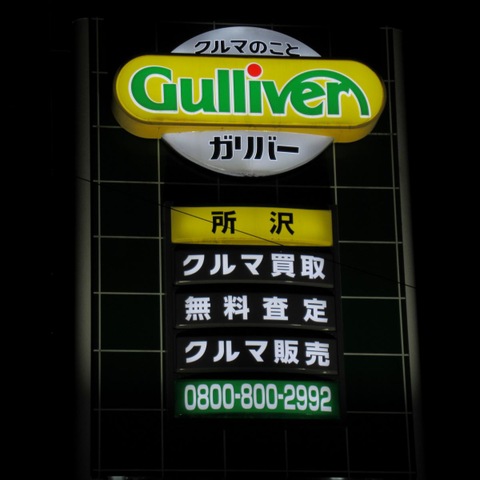 クルマのこと
Gulliver
ガリバー
所沢
クルマ買取
無料査定
クルマ販売
0800-800-2992